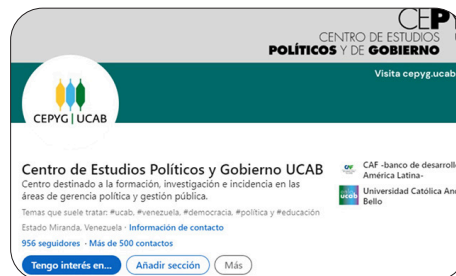 CEPY
CENTRO DE ESTUDIOS
POLÍTICOS Y DE GOBIERNO
Visita cepyg.ucab
CEPYG | UCAB
Centro de Estudios Políticos y Gobierno UCAB
Centro destinado a la formación, investigación e incidencia en las
áreas de gerencia política y gestión pública.
Temas que suele tratar: #ucab, #venezuela, #democracia, #política y #educación
Estado Miranda, Venezuela · Información de contacto
956 seguidores · Más de 500 contactos
Tengo interés en...
Añadir sección
Más
CAF -banco de desarrollo
América Latina-
ucab
Universidad Católica And
Bello